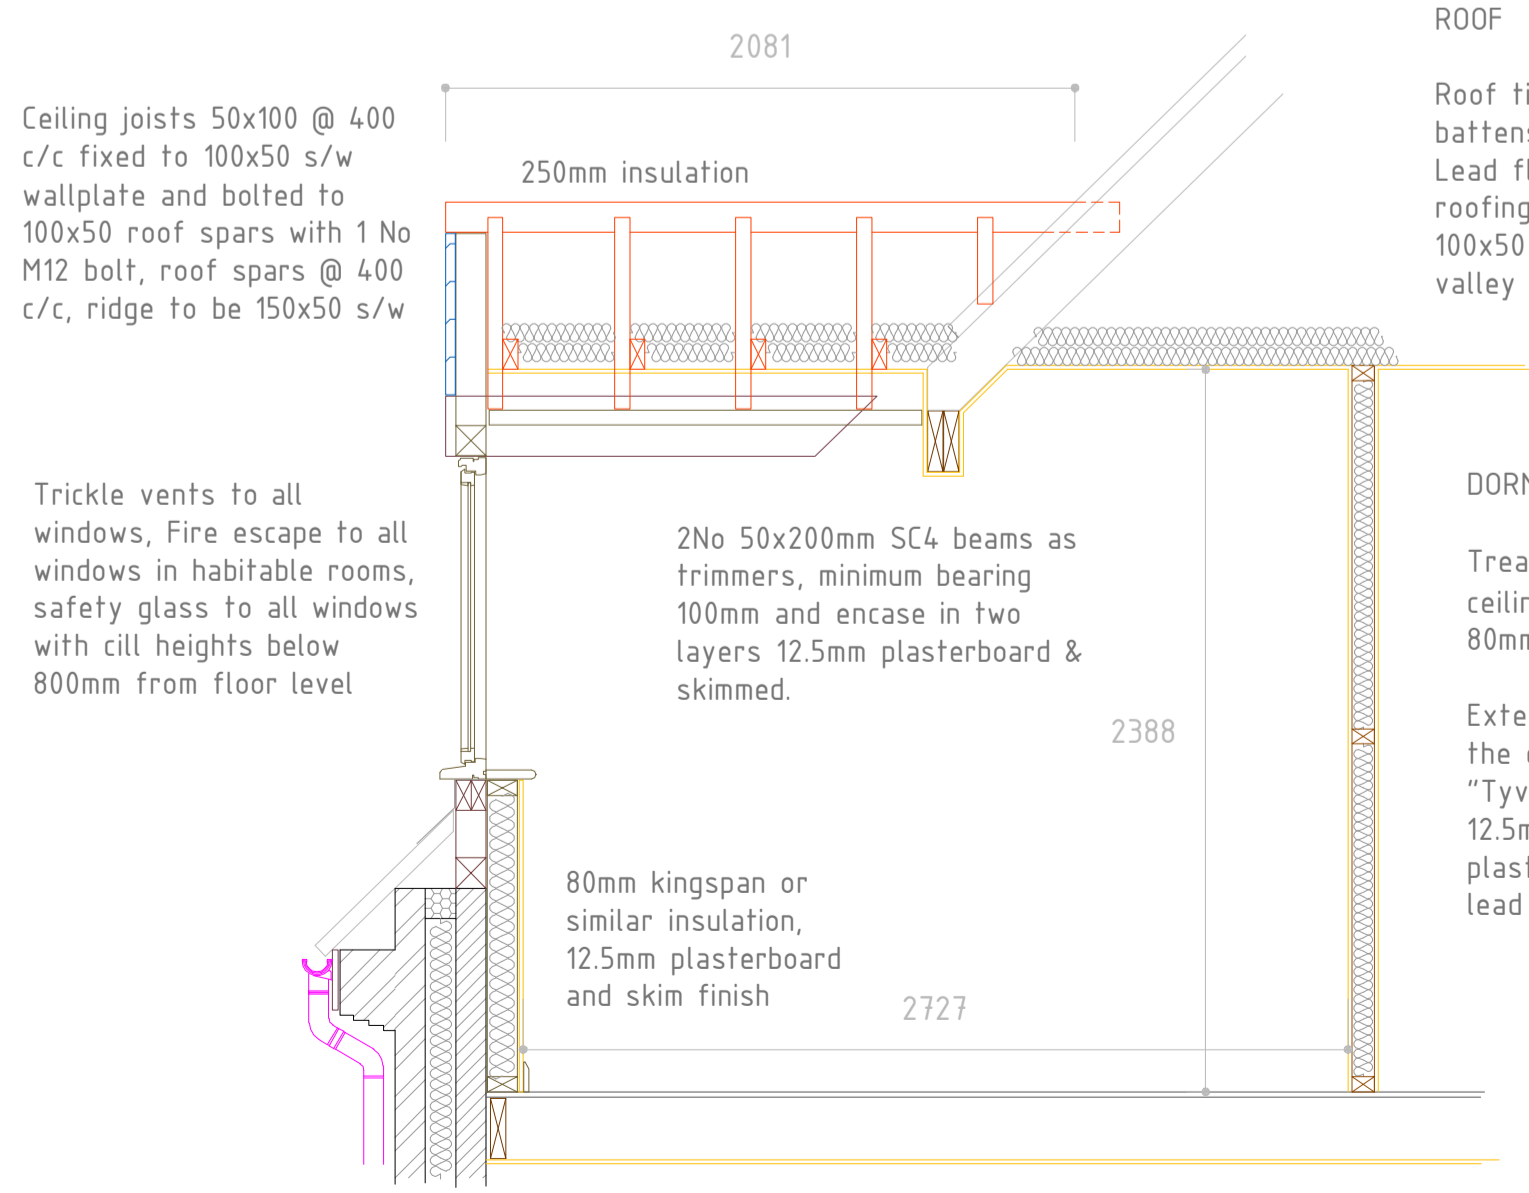 2081
Ceiling joists 50x100 @ 400
c/c fixed to 100x50 s/w
wallplate and bolted to
100x50 roof spars with 1 No
M12 bolt, roof spars @ 400
c/c, ridge to be 150x50 s/w
250mm insulation
ROOF
Roof
Lead
100x50
valley
Trickle vents to all
windows, Fire escape to all
windows in habitable rooms,
safety glass to all windows
with cill heights below
800mm from floor level
2No 50x200mm SC4 beams as
trimmers, minimum bearing
100mm and encase in two
layers 12.5mm plasterboard &
skimmed.
2388
80mm kingspan or
similar insulation,
12.5mm plasterboard
and skim finish
2727
the
lead